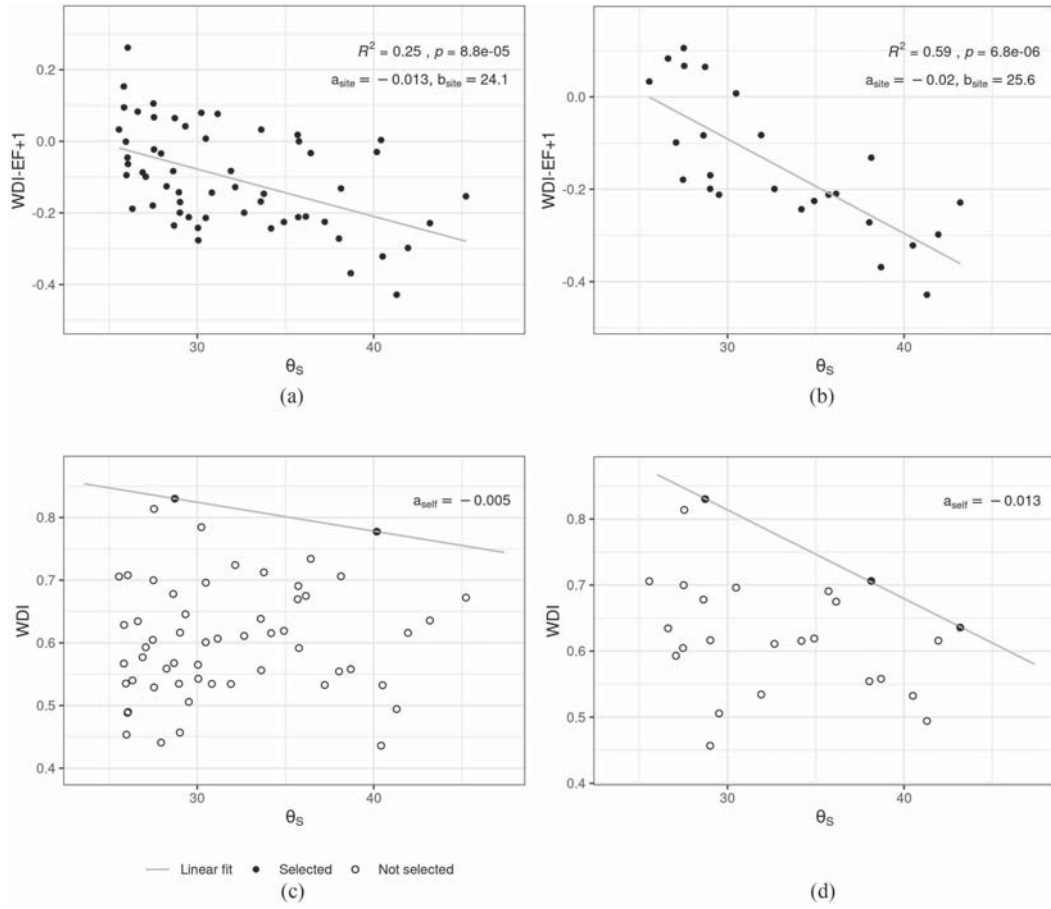 R² = 0.25 , p = 8.8e-05
a_site = − 0.013, b_site = 24.1
0.2
0.0
-0.2
-0.4
WDI-EF+1
30
40
θ_S
(a)
R² = 0.59 , p = 6.8e-06
a_site = − 0.02, b_site = 25.6
0.0
-0.2
-0.4
WDI-EF+1
30
40
θ_S
(b)
a_self = − 0.005
0.8
0.7
0.6
0.5
0.4
WDI
30
40
θ_S
a_self = − 0.013
0.8
0.7
0.6
0.5
0.4
WDI
30
40
θ_S
Linear fit Selected Not selected
(c)
(d)